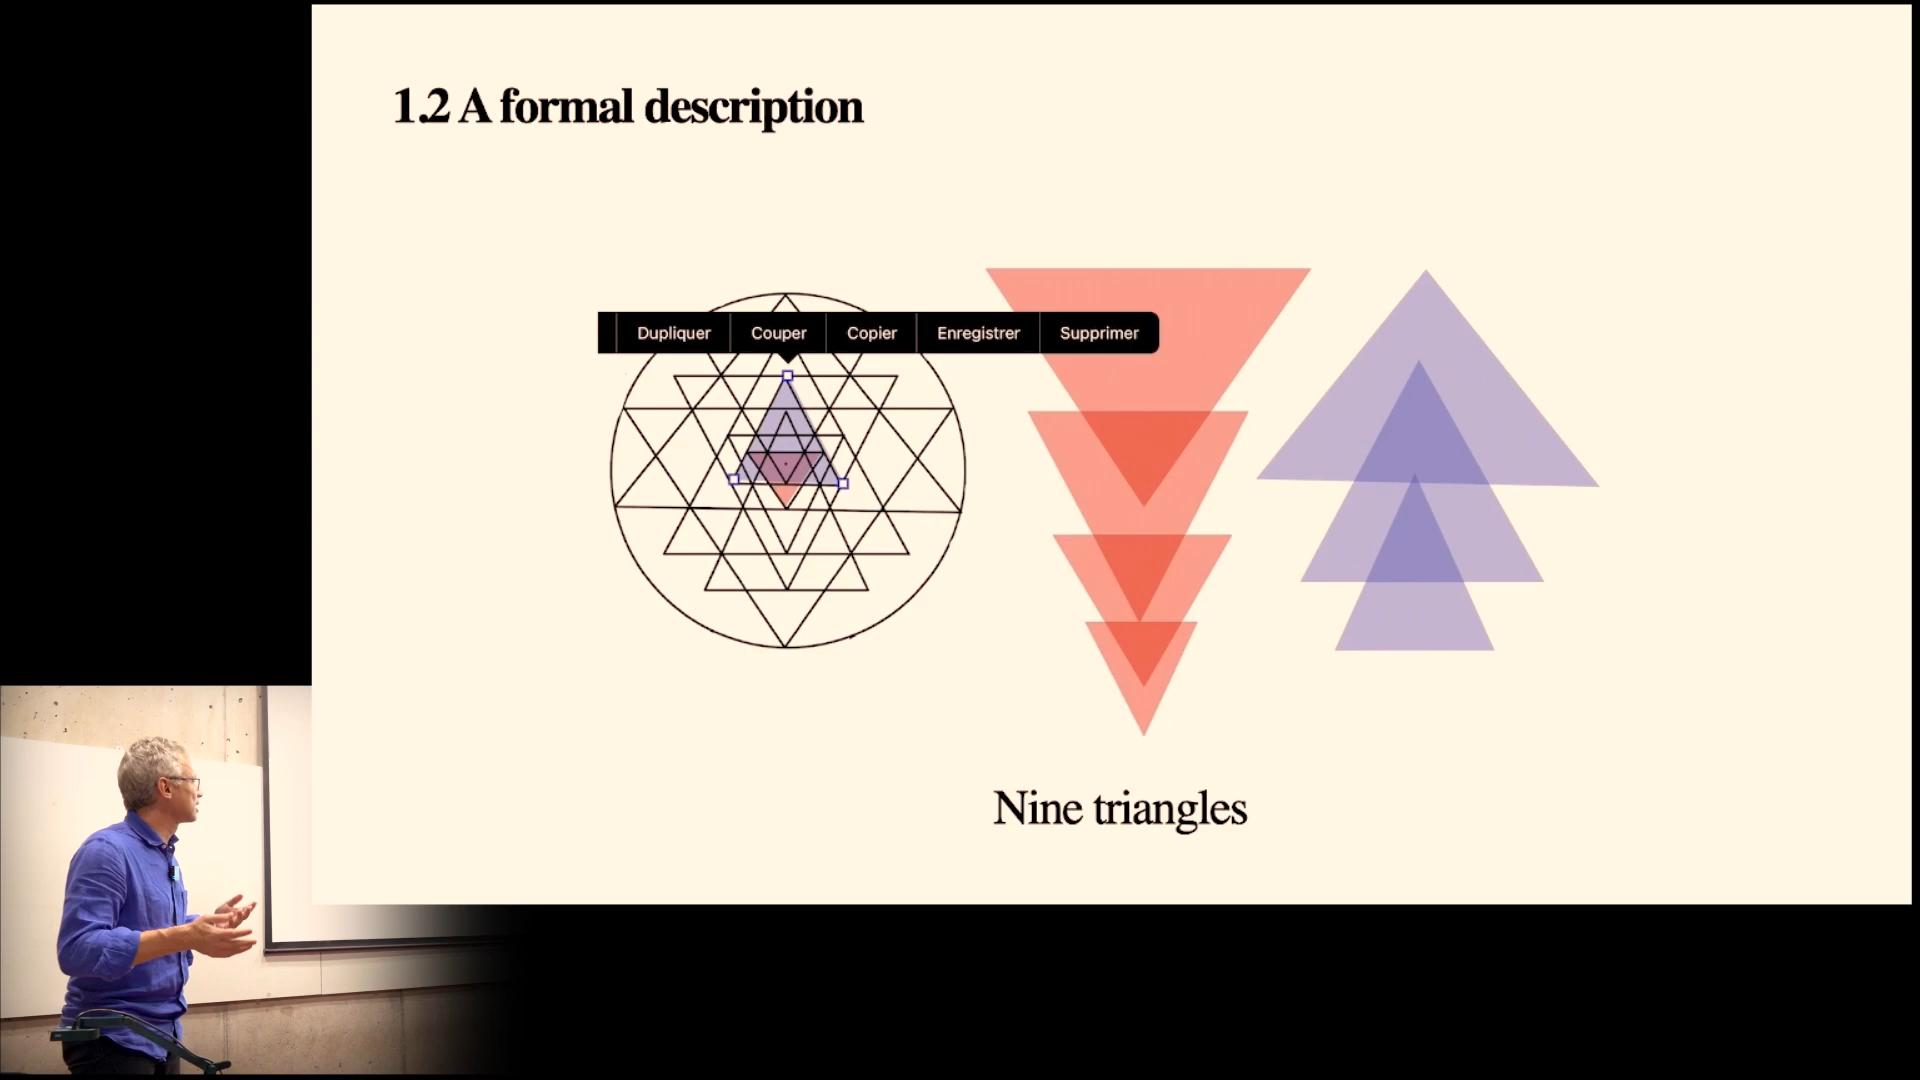 1.2 A formal description
Dupliquer Couper Copier Enregistrer Supprimer
Nine triangles